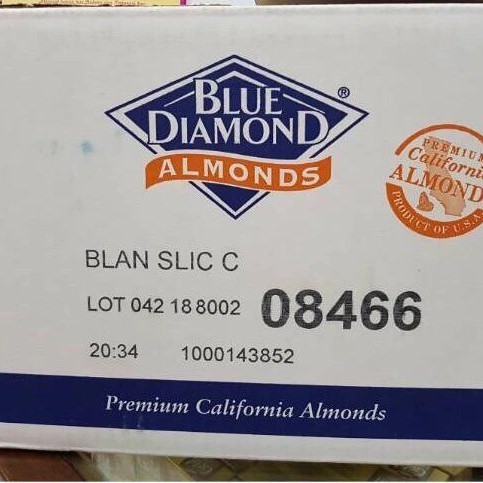 BLUE
DIAMOND
®
ALMONDS
PREMIUM
California
ALMOND
PRODUCT OF U.S.A
BLAN SLIC C
LOT 042 18 8002 08466
20:34 1000143852
Premium California Almonds